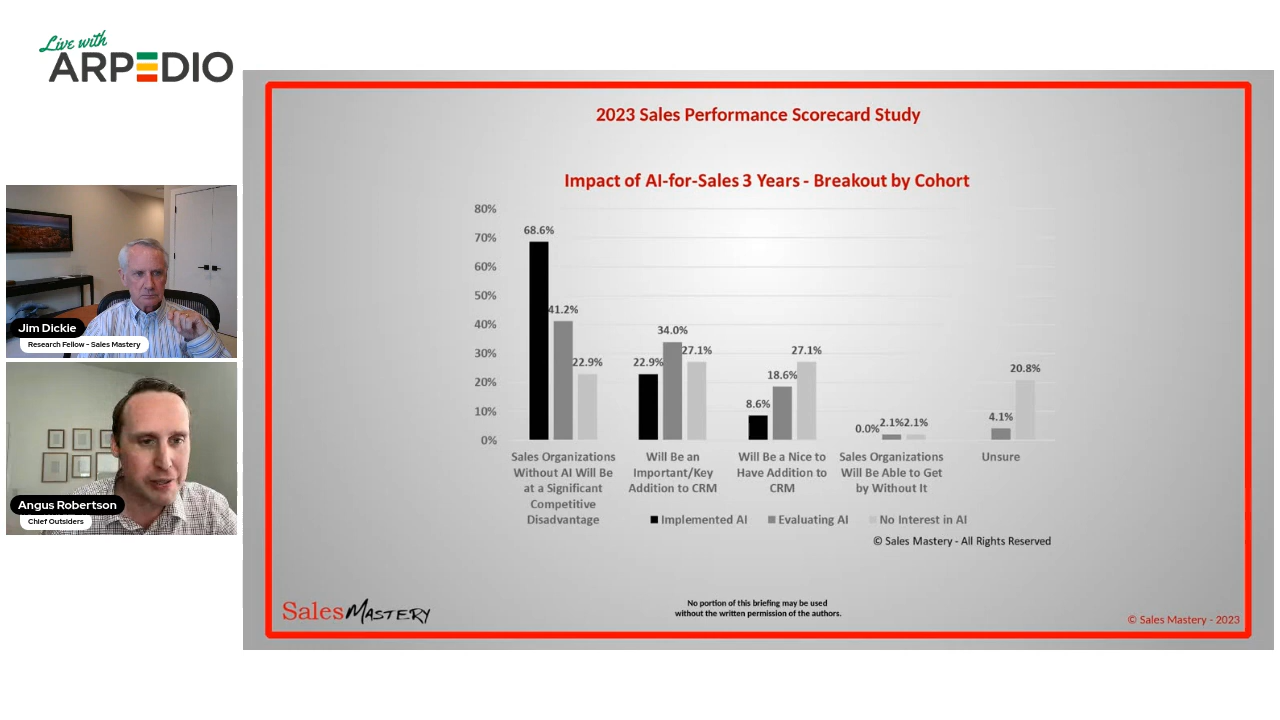 Live with
ARPEDIO
Jim Dickie
Research Fellow - Sales Mastery
Angus Robertson
Chief Outsiders
2023 Sales Performance Scorecard Study
Impact of AI-for-Sales 3 Years - Breakout by Cohort
80%
70%
60%
50%
40%
30%
20%
10%
0%
68.6%
41.2%
22.9%
22.9%
34.0%
27.1%
8.6%
18.6%
27.1%
0.0%
2.1%
2.1%
4.1%
20.8%
Sales Organizations
Without AI Will Be
at a Significant
Competitive
Disadvantage
Will Be an
Important/Key
Addition to CRM
Will Be a Nice to
Have Addition to
CRM
Sales Organizations
Will Be Able to Get
by Without It
Unsure
Implemented AI
Evaluating AI
No Interest in AI
© Sales Mastery - All Rights Reserved
Sales MASTERY
No portion of this briefing may be used
without the written permission of the authors.
© Sales Mastery - 2023